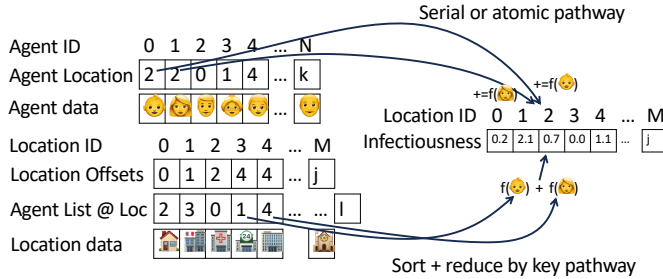 Serial or atomic pathway
Agent ID 0 1 2 3 4 ... N
Agent Location 2 2 0 1 4 ... k
Agent data ...
+=f( ) +=f( )
Location ID 0 1 2 3 4 ... M
Infectiousness 0.2 2.1 0.7 0.0 1.1 ... j
Location ID 0 1 2 3 4 ... M
Location Offsets 0 1 2 4 4 ... j
Agent List @ Loc 2 3 0 1 4 ... ... l
f( ) + f( )
Location data 24
Sort + reduce by key pathway